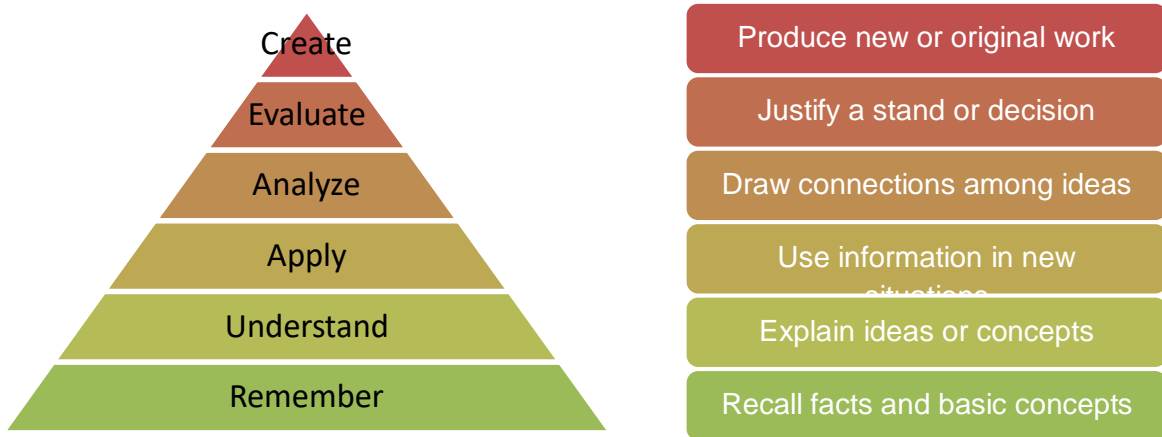 Create
Evaluate
Analyze
Apply
Understand
Remember
Produce new or original work
Justify a stand or decision
Draw connections among ideas
Use information in new
situations
Explain ideas or concepts
Recall facts and basic concepts